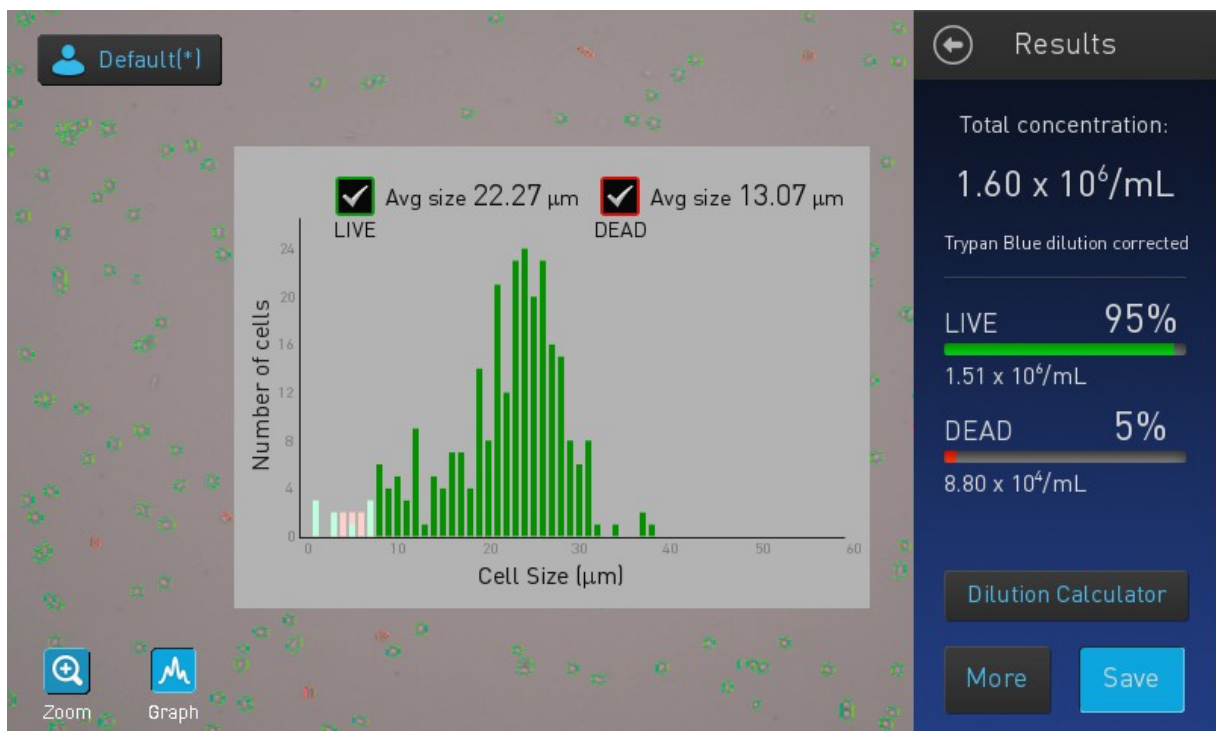 Default(*)
Avg size 22.27 μm
LIVE
Avg size 13.07 μm
DEAD
Number of cells
24
20
16
12
8
4
0
0 10 20 30 40 50 60
Cell Size (μm)
Zoom
Graph
Results
Total concentration:
1.60 x 10⁶/mL
Trypan Blue dilution corrected
LIVE 95%
1.51 x 10⁶/mL
DEAD 5%
8.80 x 10⁴/mL
Dilution Calculator
More
Save